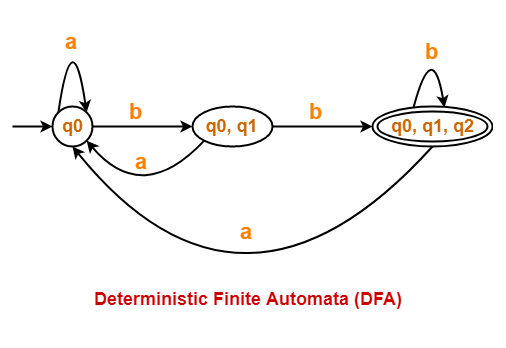 a
b
b
b
q0
q0, q1
q0, q1, q2
a
a
Deterministic Finite Automata (DFA)